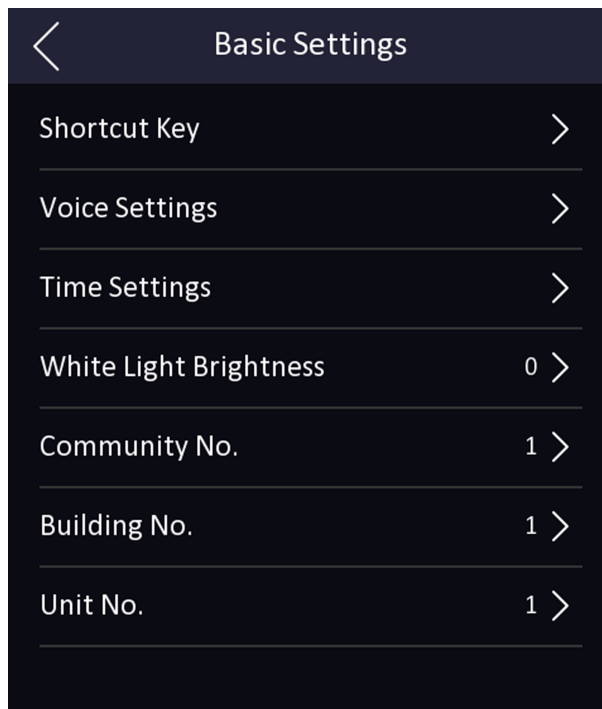 Basic Settings
Shortcut Key
Voice Settings
Time Settings
White Light Brightness 0
Community No. 1
Building No. 1
Unit No. 1